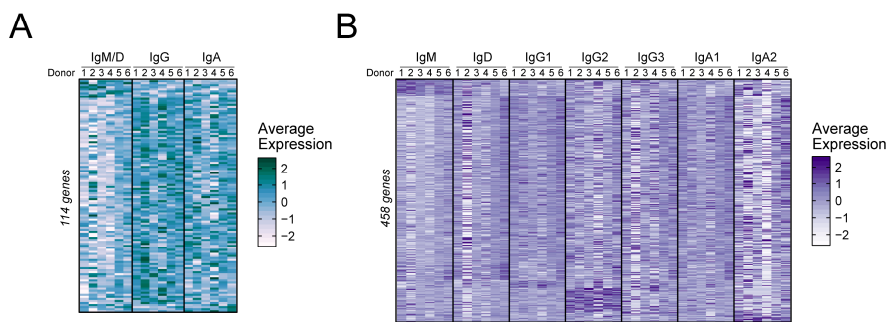 A
IgM/D IgG IgA
Donor 1 2 3 4 5 6 1 2 3 4 5 6 1 2 3 4 5 6
114 genes
Average
Expression
2
1
0
−1
−2
B
IgM IgD IgG1 IgG2 IgG3 IgA1 IgA2
Donor 1 2 3 4 5 6 1 2 3 4 5 6 1 2 3 4 5 6 1 2 3 4 5 6 1 2 3 4 5 6 1 2 3 4 5 6 1 2 3 4 5 6
458 genes
Average
Expression
2
1
0
−1
−2